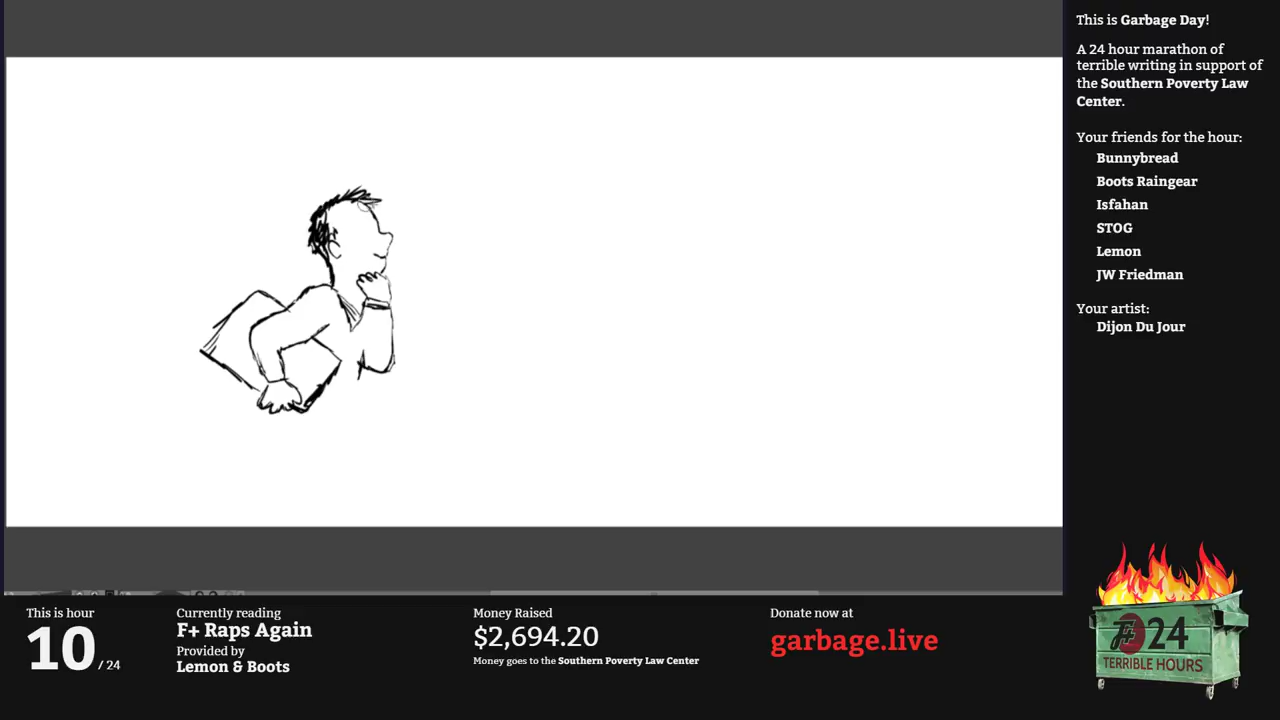 This is Garbage Day!
A 24 hour marathon of
terrible writing in support of
the Southern Poverty Law
Center.
Your friends for the hour:
Bunnybread
Boots Raingear
Isfahan
STOG
Lemon
JW Friedman
Your artist:
Dijon Du Jour
F+ 24
TERRIBLE HOURS
This is hour
10 / 24
Currently reading
F+ Raps Again
Provided by
Lemon & Boots
Money Raised
$2,694.20
Money goes to the Southern Poverty Law Center
Donate now at
garbage.live